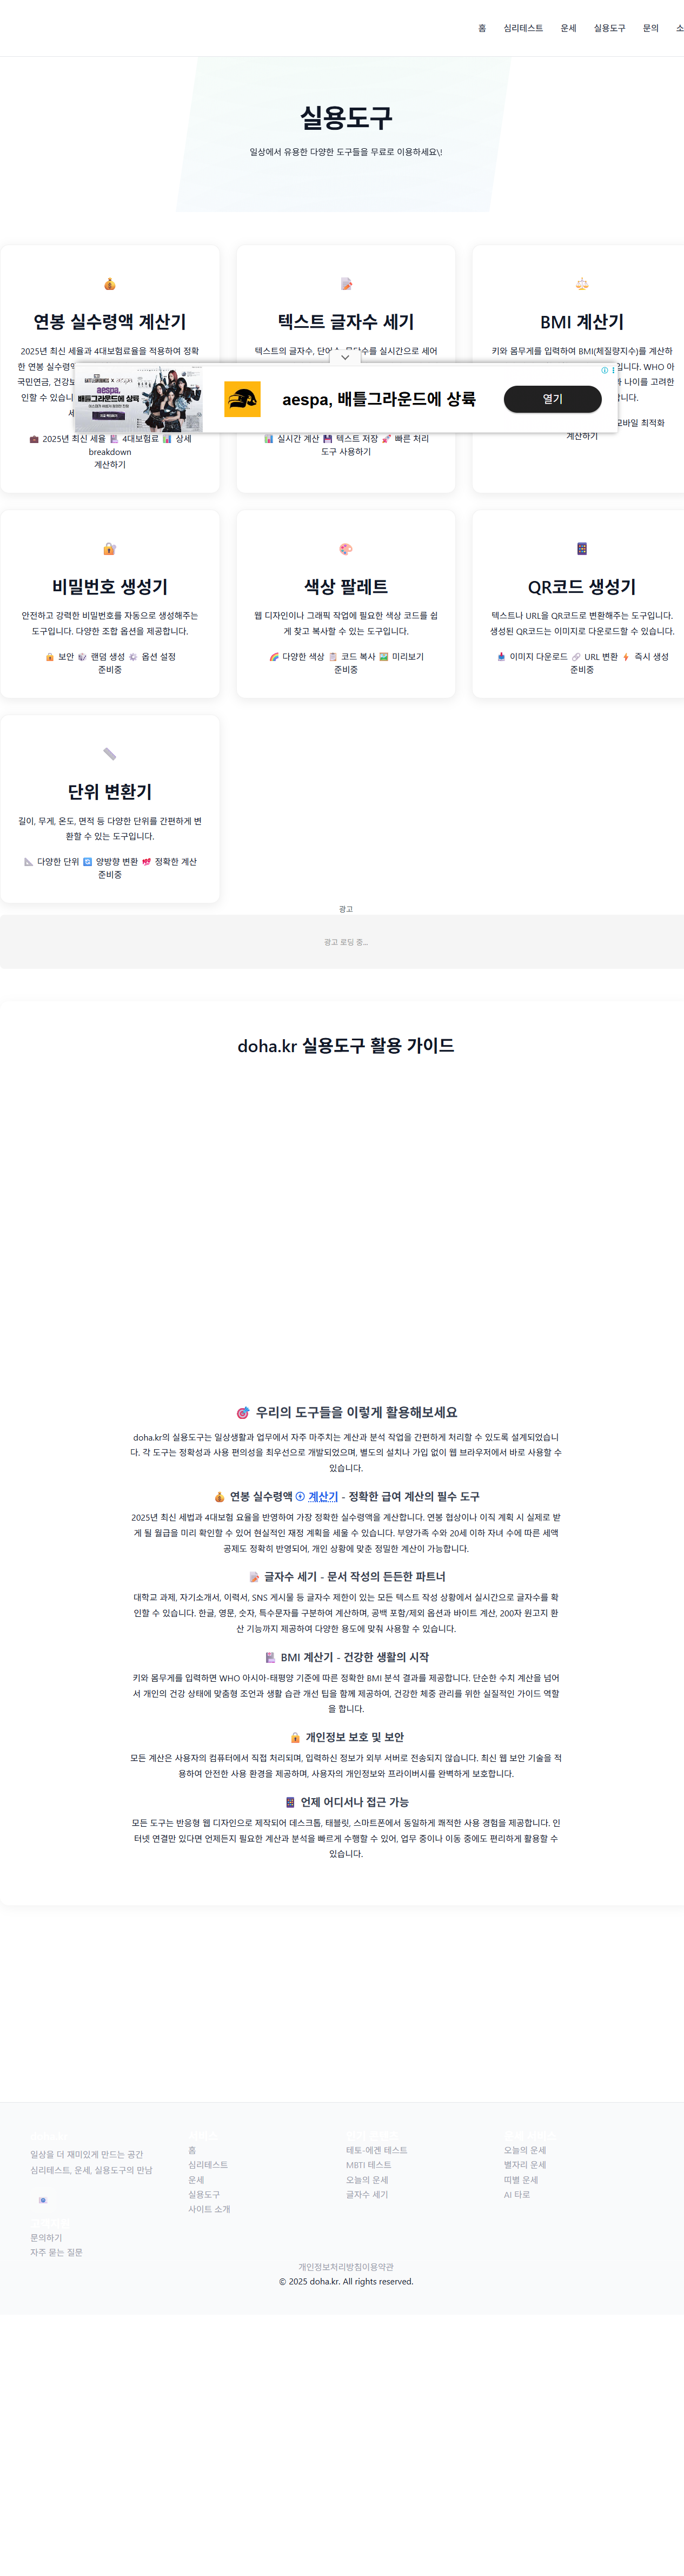 홈 심리테스트 운세 실용도구 문의 소
실용도구
일상에서 유용한 다양한 도구들을 무료로 이용하세요\!
연봉 실수령액 계산기
2025년 최신 세율과 4대보험료율을 적용하여 정확
한 연봉 실수령액
국민연금, 건강보
인할 수 있습니
💼 2025년 최신 세율 4대보험료 📊 상세
breakdown
계산하기
텍스트 글자수 세기
텍스트의 글자수, 단어수, 문단수를 실시간으로 세어
📊 실시간 계산 💾 텍스트 저장 🚀 빠른 처리
도구 사용하기
BMI 계산기
키와 몸무게를 입력하여 BMI(체질량지수)를 계산하
입니다. WHO 아
나이를 고려한
합니다.
모바일 최적화
계산하기
aespa, 배틀그라운드에 상륙
열기
비밀번호 생성기
안전하고 강력한 비밀번호를 자동으로 생성해주는
도구입니다. 다양한 조합 옵션을 제공합니다.
🔒 보안 🎲 랜덤 생성 ⚙️ 옵션 설정
준비중
색상 팔레트
웹 디자인이나 그래픽 작업에 필요한 색상 코드를 쉽
게 찾고 복사할 수 있는 도구입니다.
🌈 다양한 색상 📋 코드 복사 🖼️ 미리보기
준비중
QR코드 생성기
텍스트나 URL을 QR코드로 변환해주는 도구입니다.
생성된 QR코드는 이미지로 다운로드할 수 있습니다.
📥 이미지 다운로드 🔗 URL 변환 ⚡ 즉시 생성
준비중
단위 변환기
길이, 무게, 온도, 면적 등 다양한 단위를 간편하게 변
환할 수 있는 도구입니다.
📐 다양한 단위 🔄 양방향 변환 💯 정확한 계산
준비중
광고
광고 로딩 중...
doha.kr 실용도구 활용 가이드
🎯 우리의 도구들을 이렇게 활용해보세요
doha.kr의 실용도구는 일상생활과 업무에서 자주 마주치는 계산과 분석 작업을 간편하게 처리할 수 있도록 설계되었습니
다. 각 도구는 정확성과 사용 편의성을 최우선으로 개발되었으며, 별도의 설치나 가입 없이 웹 브라우저에서 바로 사용할 수
있습니다.
💰 연봉 실수령액 계산기 - 정확한 급여 계산의 필수 도구
2025년 최신 세법과 4대보험 요율을 반영하여 가장 정확한 실수령액을 계산합니다. 연봉 협상이나 이직 계획 시 실제로 받
게 될 월급을 미리 확인할 수 있어 현실적인 재정 계획을 세울 수 있습니다. 부양가족 수와 20세 이하 자녀 수에 따른 세액
공제도 정확히 반영되어, 개인 상황에 맞춘 정밀한 계산이 가능합니다.
📝 글자수 세기 - 문서 작성의 든든한 파트너
대학교 과제, 자기소개서, 이력서, SNS 게시물 등 글자수 제한이 있는 모든 텍스트 작성 상황에서 실시간으로 글자수를 확
인할 수 있습니다. 한글, 영문, 숫자, 특수문자를 구분하여 계산하며, 공백 포함/제외 옵션과 바이트 계산, 200자 원고지 환
산 기능까지 제공하여 다양한 용도에 맞춰 사용할 수 있습니다.
BMI 계산기 - 건강한 생활의 시작
키와 몸무게를 입력하면 WHO 아시아-태평양 기준에 따른 정확한 BMI 분석 결과를 제공합니다. 단순한 수치 계산을 넘어
서 개인의 건강 상태에 맞춤형 조언과 생활 습관 개선 팁을 함께 제공하여, 건강한 체중 관리를 위한 실질적인 가이드 역할
을 합니다.
🔒 개인정보 보호 및 보안
모든 계산은 사용자의 컴퓨터에서 직접 처리되며, 입력하신 정보가 외부 서버로 전송되지 않습니다. 최신 웹 보안 기술을 적
용하여 안전한 사용 환경을 제공하며, 사용자의 개인정보와 프라이버시를 완벽하게 보호합니다.
📱 언제 어디서나 접근 가능
모든 도구는 반응형 웹 디자인으로 제작되어 데스크톱, 태블릿, 스마트폰에서 동일하게 쾌적한 사용 경험을 제공합니다. 인
터넷 연결만 있다면 언제든지 필요한 계산과 분석을 빠르게 수행할 수 있어, 업무 중이나 이동 중에도 편리하게 활용할 수
있습니다.
일상을 더 재미있게 만드는 공간
심리테스트, 운세, 실용도구의 만남
홈
심리테스트
운세
실용도구
사이트 소개
테토-에겐 테스트
MBTI 테스트
오늘의 운세
글자수 세기
오늘의 운세
별자리 운세
띠별 운세
AI 타로
문의하기
자주 묻는 질문
개인정보처리방침이용약관
© 2025 doha.kr. All rights reserved.